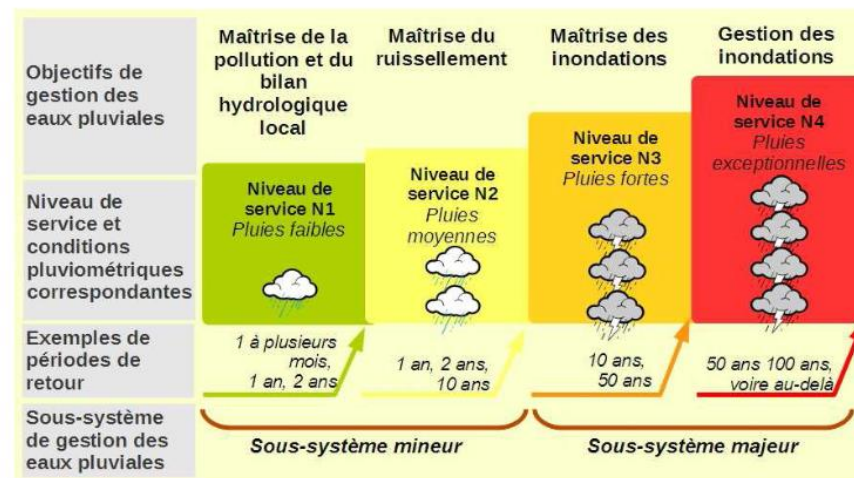 Objectifs de
gestion des
eaux pluviales
Maîtrise de la
pollution et du
bilan
hydrologique
local
Maîtrise du
ruissellement
Maîtrise des
inondations
Gestion des
inondations
Niveau de
service et
conditions
pluviométriques
correspondantes
Niveau de
service N1
Pluies faibles
Niveau de
service N2
Pluies
moyennes
Niveau de
service N3
Pluies fortes
Niveau de
service N4
Pluies
exceptionnelles
Exemples de
périodes de
retour
1 à plusieurs
mois,
1 an, 2 ans
1 an, 2 ans,
10 ans
10 ans,
50 ans
50 ans 100 ans,
voire au-delà
Sous-système
de gestion des
eaux pluviales
Sous-système mineur
Sous-système majeur